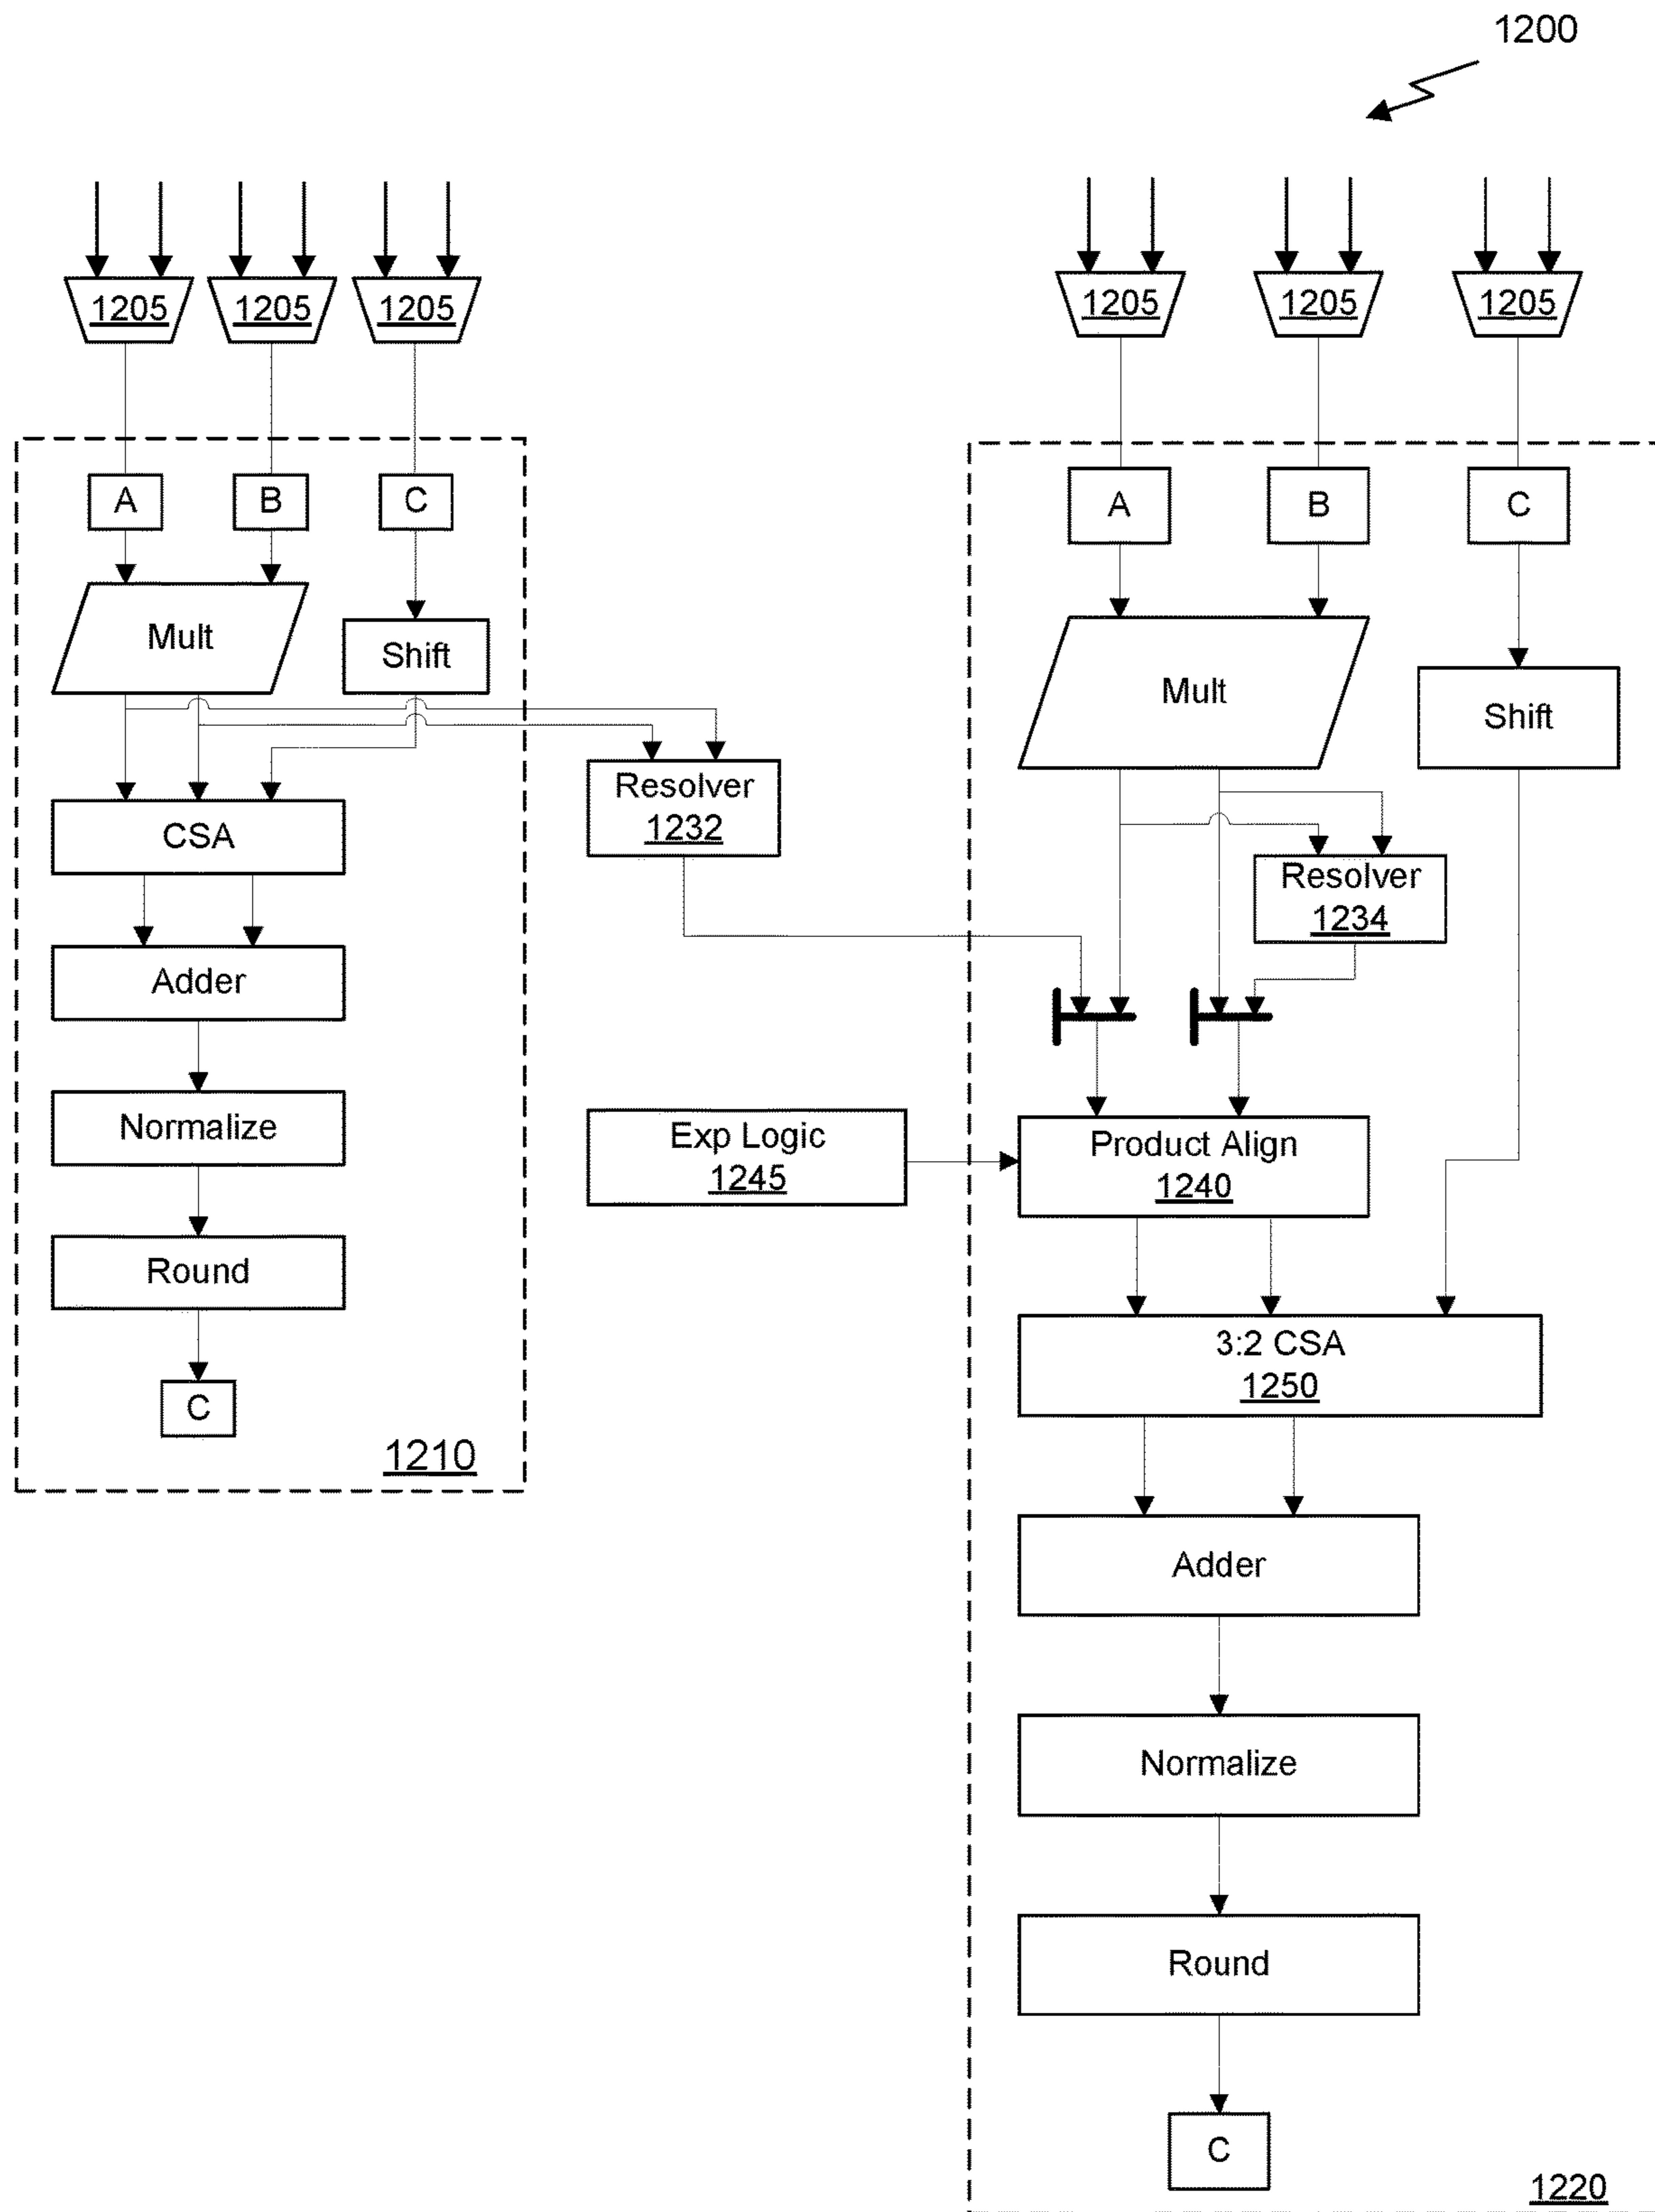 1200
1205 1205 1205
1205 1205 1205
A B C
A B C
Mult
Shift
Mult
Shift
Resolver
1232
CSA
Resolver
1234
Adder
Normalize
Exp Logic
1245
Product Align
1240
Round
3:2 CSA
1250
C
1210
Adder
Normalize
Round
C
1220